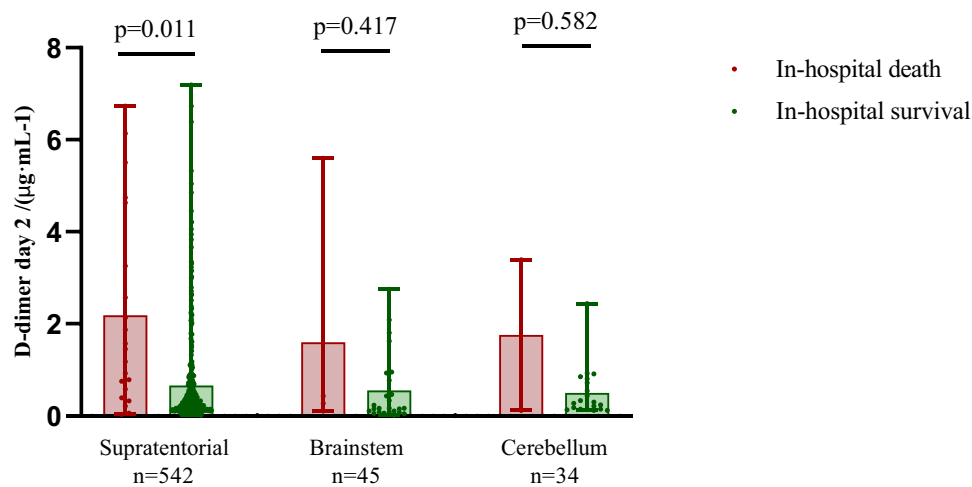 p=0.011
p=0.417
p=0.582
In-hospital death
In-hospital survival
D-dimer day 2 /(μg·mL-1)
8
6
4
2
0
Supratentorial
n=542
Brainstem
n=45
Cerebellum
n=34